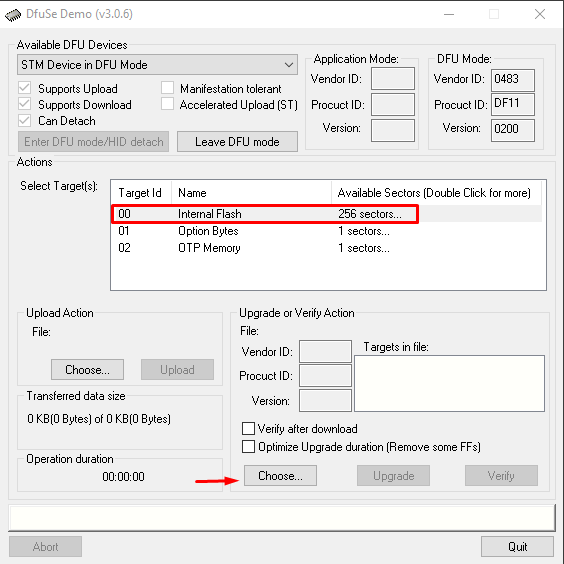 DfuSe Demo (v3.0.6)
Available DFU Devices
STM Device in DFU Mode
Supports Upload
Manifestation tolerant
Supports Download
Accelerated Upload (ST)
Can Detach
Enter DFU mode/HID detach
Leave DFU mode
Application Mode:
Vendor ID:
Procuct ID:
Version:
DFU Mode:
Vendor ID: 0483
Procuct ID: DF11
Version: 0200
Actions
Select Target(s):
Target Id Name Available Sectors (Double Click for more)
00 Internal Flash 256 sectors...
01 Option Bytes 1 sectors...
02 OTP Memory 1 sectors...
Upload Action
File:
Choose...
Upload
Transferred data size
0 KB(0 Bytes) of 0 KB(0 Bytes)
Operation duration
00:00:00
Upgrade or Verify Action
File:
Vendor ID:
Procuct ID:
Version:
Targets in file:
Verify after download
Optimize Upgrade duration (Remove some FFs)
Choose...
Upgrade
Verify
Abort
Quit